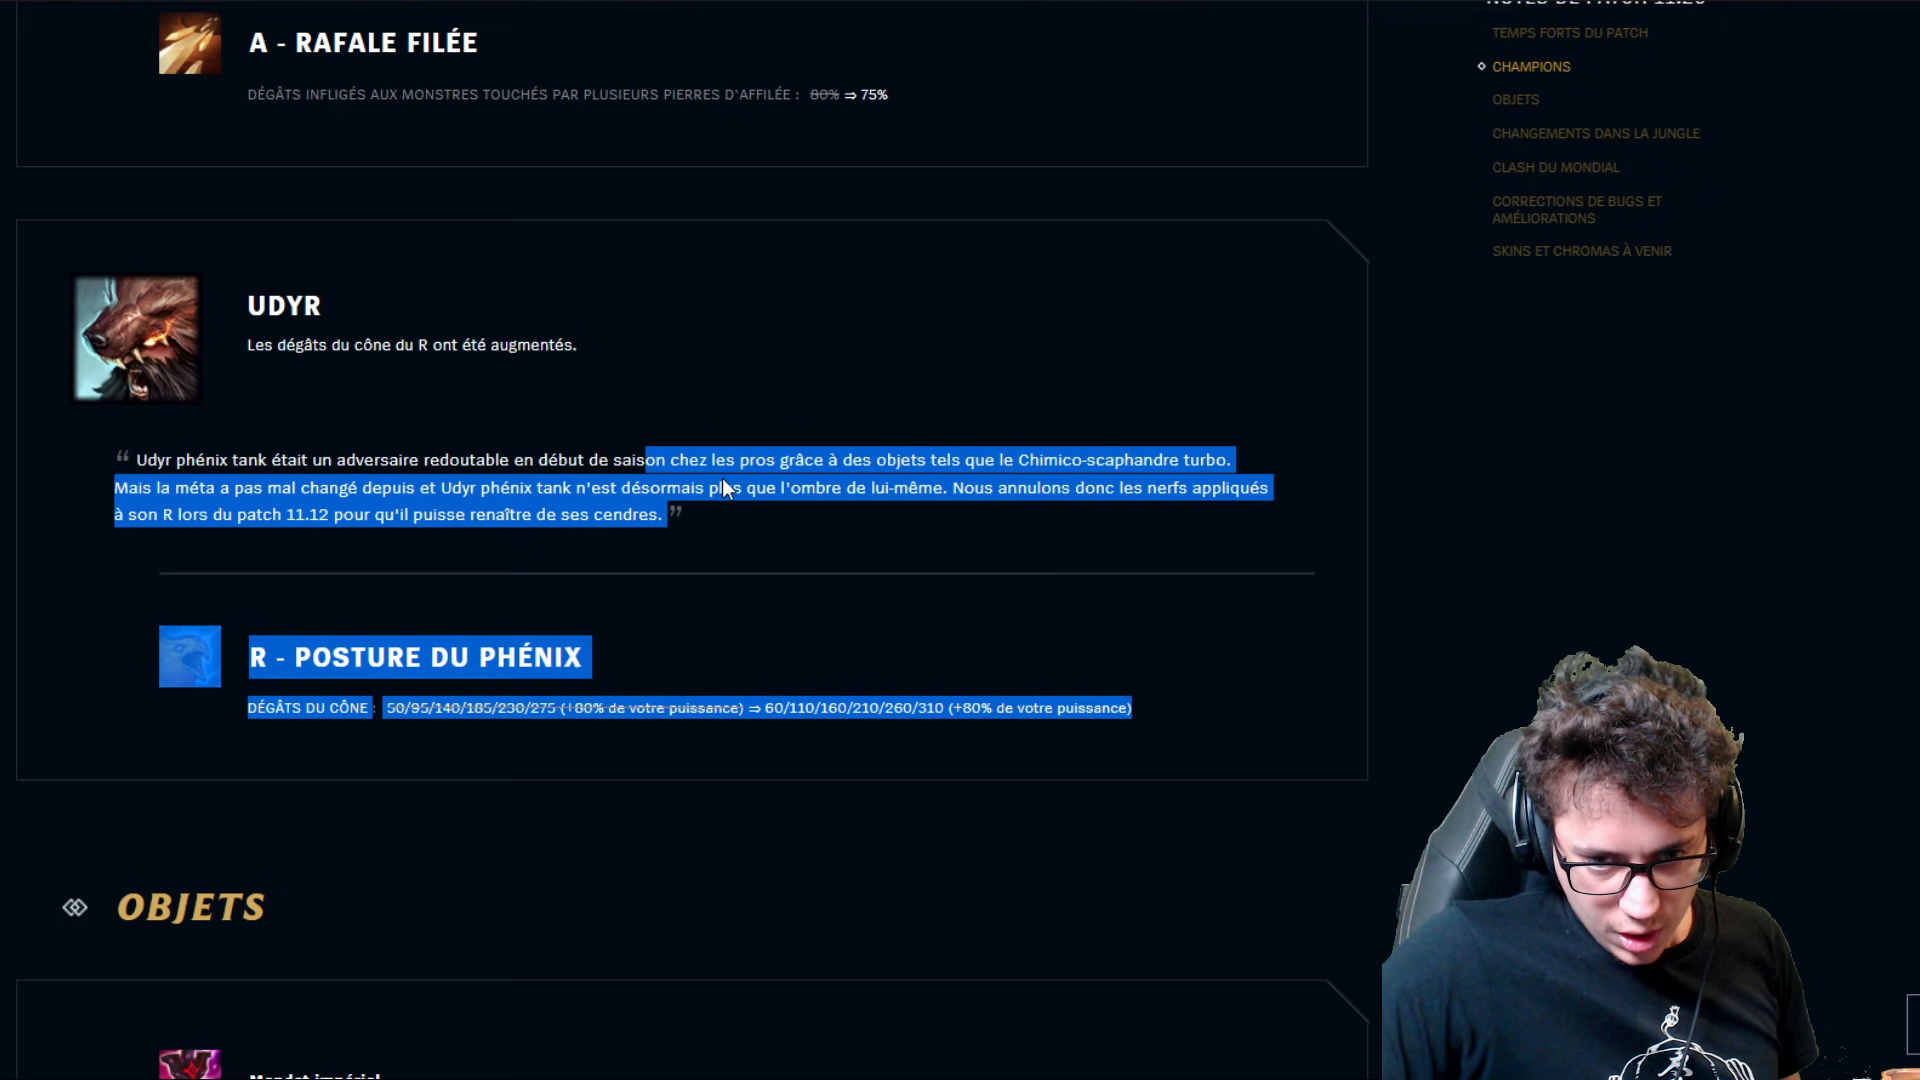 A - RAFALE FILÉE
DÉGÂTS INFLIGÉS AUX MONSTRES TOUCHÉS PAR PLUSIEURS PIERRES D'AFFILÉE : 80% ⇒ 75%
UDYR
Les dégâts du cône du R ont été augmentés.
“ Udyr phénix tank était un adversaire redoutable en début de saison chez les pros grâce à des objets tels que le Chimico-scaphandre turbo.
Mais la méta a pas mal changé depuis et Udyr phénix tank n'est désormais plus que l'ombre de lui-même. Nous annulons donc les nerfs appliqués
à son R lors du patch 11.12 pour qu'il puisse renaître de ses cendres. ”
R - POSTURE DU PHÉNIX
DÉGÂTS DU CÔNE : 50/95/140/185/230/275 (+80% de votre puissance) ⇒ 60/110/160/210/260/310 (+80% de votre puissance)
OBJETS
Mandat impérial
NOTES DE PATCH 11.20
TEMPS FORTS DU PATCH
CHAMPIONS
OBJETS
CHANGEMENTS DANS LA JUNGLE
CLASH DU MONDIAL
CORRECTIONS DE BUGS ET
AMÉLIORATIONS
SKINS ET CHROMAS À VENIR